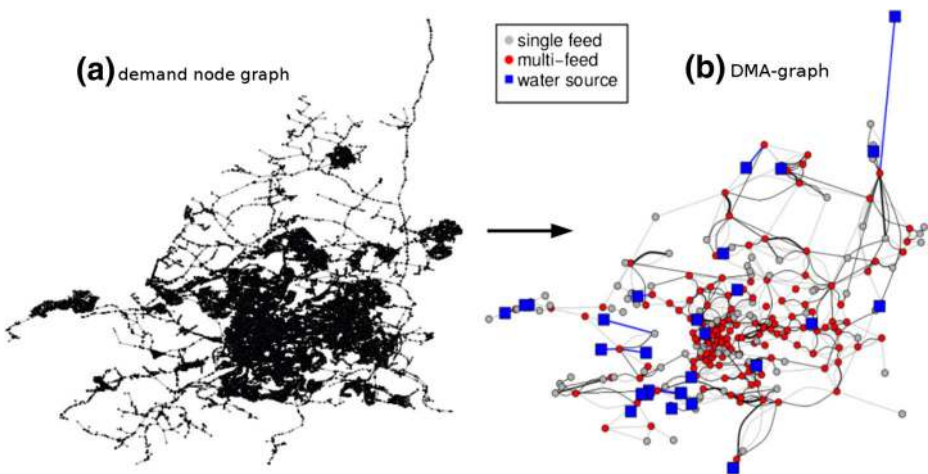 (a) demand node graph
single feed
multi-feed
water source
(b) DMA-graph